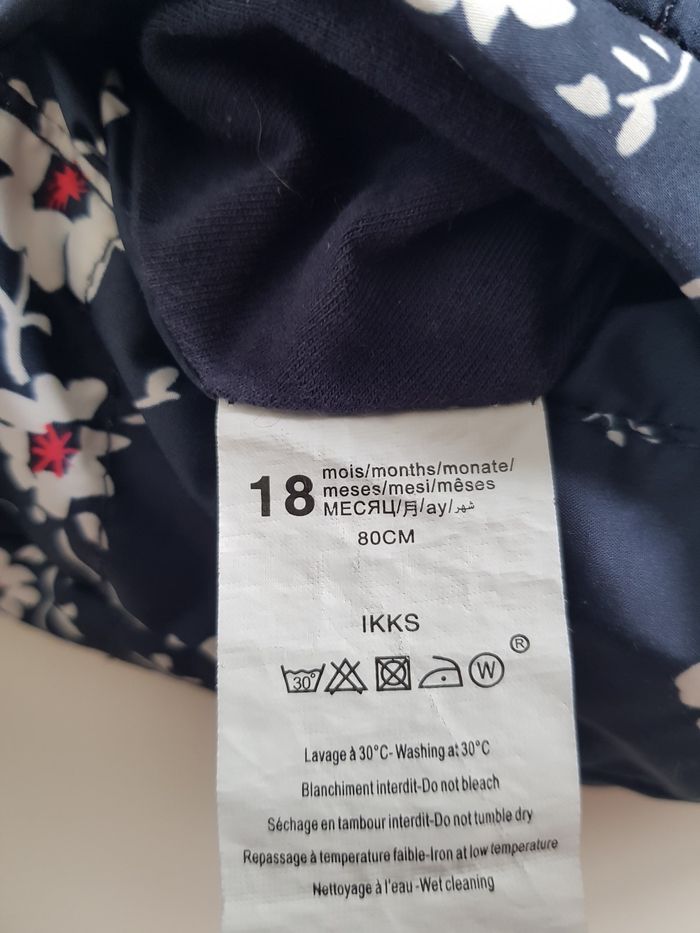 18 mois/months/monate/
meses/mesi/mêses
МЕСЯЦ/月/ay/شهر
80CM
IKKS
®
30° W
Lavage à 30°C-Washing at 30°C
Blanchiment interdit-Do not bleach
Séchage en tambour interdit-Do not tumble dry
Repassage à température faible-Iron at low temperature
Nettoyage à l'eau-Wet cleaning